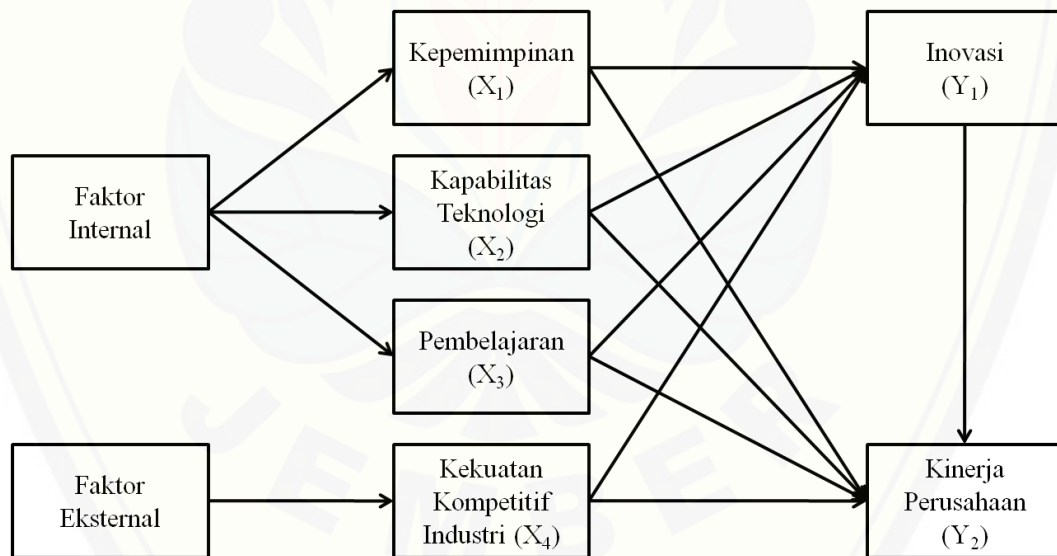 Kepemimpinan
(X₁)
Inovasi
(Y₁)
Faktor
Internal
Kapabilitas
Teknologi
(X₂)
Pembelajaran
(X₃)
Faktor
Eksternal
Kekuatan
Kompetitif
Industri (X₄)
Kinerja
Perusahaan
(Y₂)
JEMBER